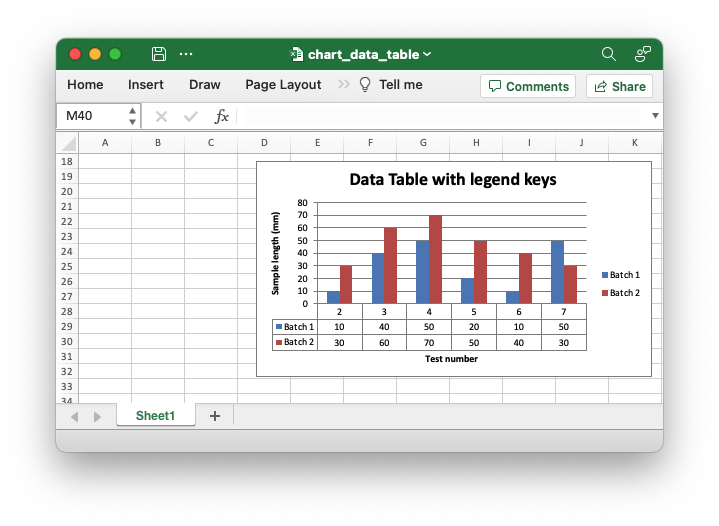 chart_data_table
Home Insert Draw Page Layout >> Tell me Comments Share
M40 fx
A B C D E F G H I J K
18
19
20
21
22
23
24
25
26
27
28
29
30
31
32
33
34
Data Table with legend keys
Sample length (mm)
80
70
60
50
40
30
20
10
0
2 3 4 5 6 7
Batch 1 10 40 50 20 10 50
Batch 2 30 60 70 50 40 30
Test number
Batch 1
Batch 2
Sheet1 +